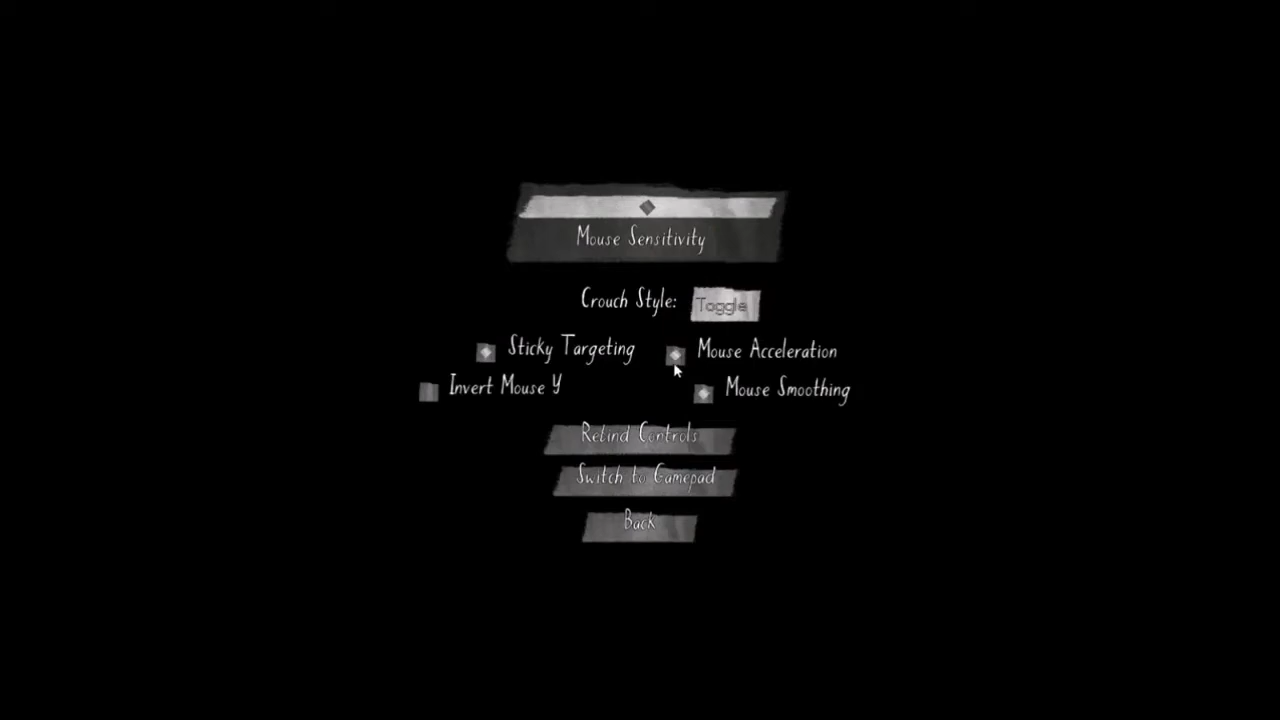 Mouse Sensitivity
Crouch Style: Toggle
Sticky Targeting
Mouse Acceleration
Invert Mouse Y
Mouse Smoothing
Rebind Controls
Switch to Gamepad
Back